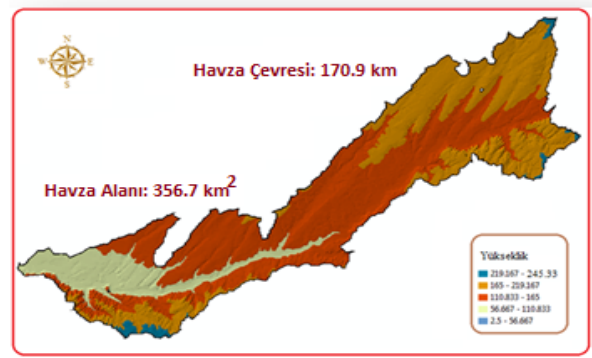 N
W E
S
Havza Çevresi: 170.9 km
Havza Alanı: 356.7 km2
Yükseklik
219.167 - 245.33
165 - 219.167
110.833 - 165
56.667 - 110.833
2.5 - 56.667